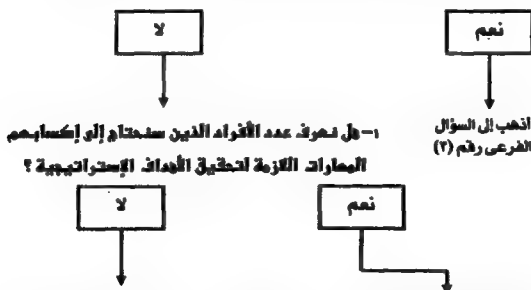 نعم
لا
اذهب إلى السؤال
الفرعى رقم (٢)
١- هل نعرف عدد الأفراد الذين سنحتاج إلى إكسابهم
المهارات اللازمة لتحقيق الأهداف الإستراتيجية ؟
نعم
لا